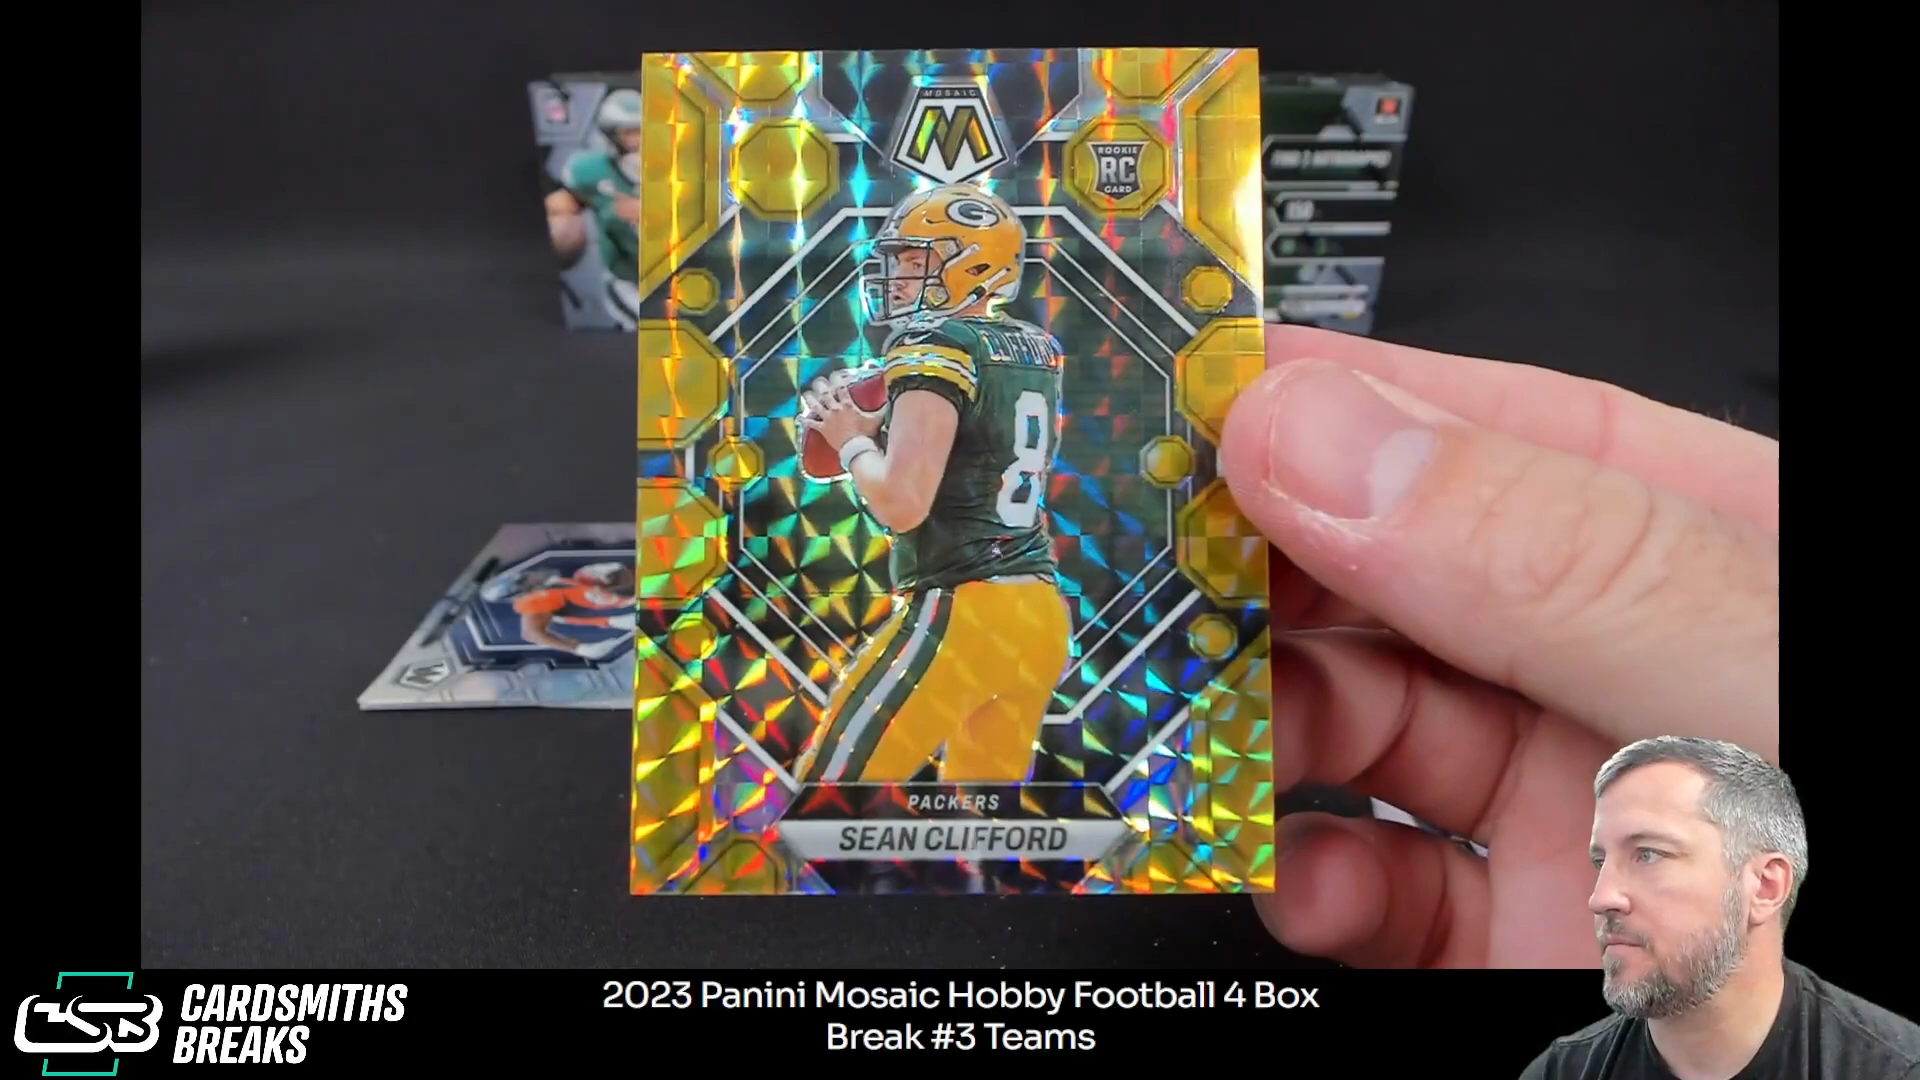 MOSAIC
ROOKIE
RC
CARD
CLIFFORD
8
PACKERS
SEAN CLIFFORD
CSB
CARDSMITHS
BREAKS
2023 Panini Mosaic Hobby Football 4 Box
Break #3 Teams